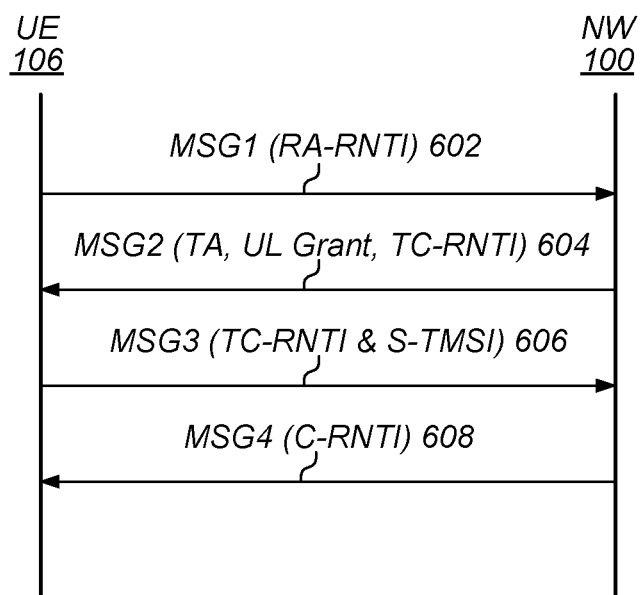 UE
106
NW
100
MSG1 (RA-RNTI) 602
MSG2 (TA, UL Grant, TC-RNTI) 604
MSG3 (TC-RNTI & S-TMSI) 606
MSG4 (C-RNTI) 608